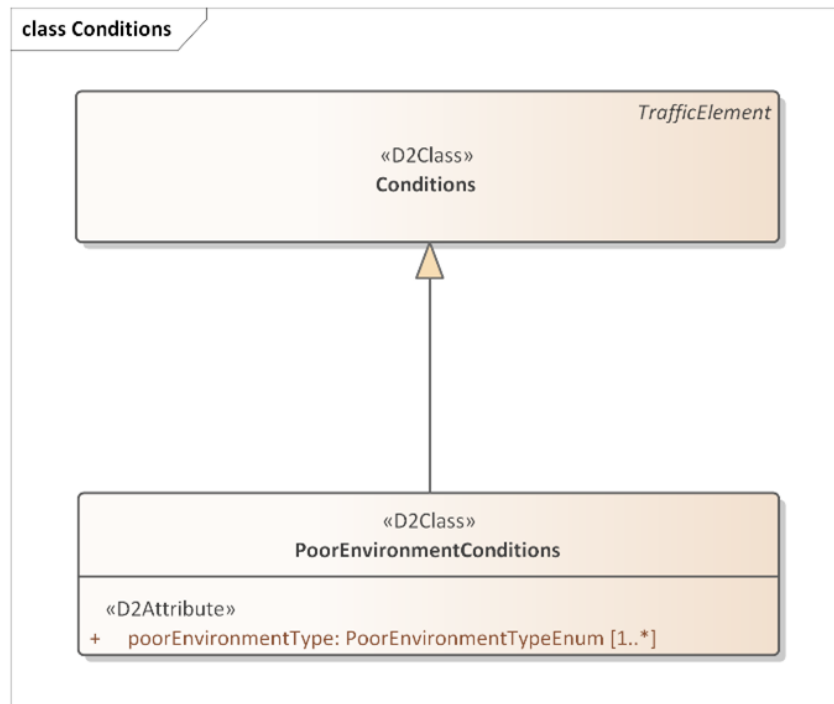 class Conditions
TrafficElement
«D2Class»
Conditions
«D2Class»
PoorEnvironmentConditions
«D2Attribute»
+ poorEnvironmentType: PoorEnvironmentTypeEnum [1..*]